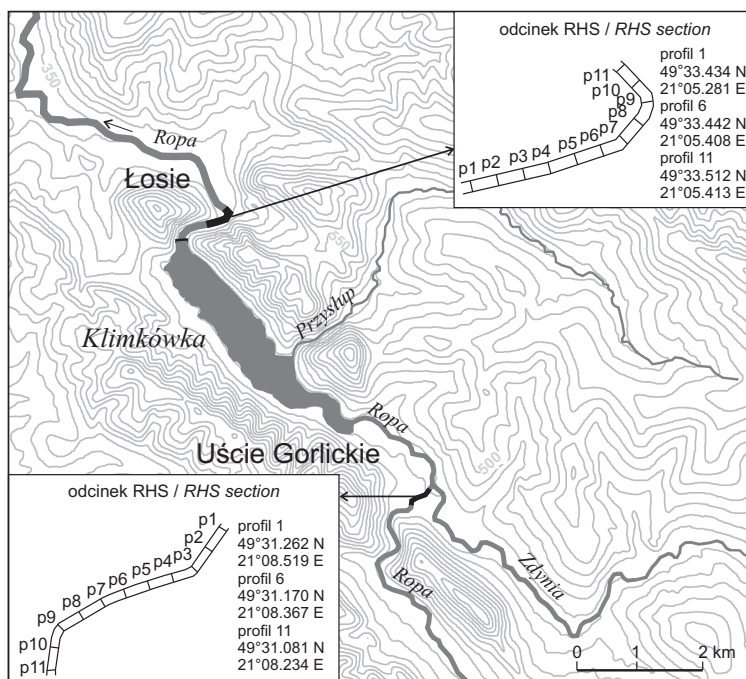 odcinek RHS / RHS section
profil 1
49°33.434 N
21°05.281 E
profil 6
49°33.442 N
21°05.408 E
profil 11
49°33.512 N
21°05.413 E
p11
p10
p9
p8
p7
p6
p5
p4
p3
p2
p1
350
Ropa
Łosie
550
Przysłup
Klimkówka
Ropa
Uście Gorlickie
500
Zdynia
Ropa
odcinek RHS / RHS section
p1
p2
p3
p4
p5
p6
p7
p8
p9
p10
p11
profil 1
49°31.262 N
21°08.519 E
profil 6
49°31.170 N
21°08.367 E
profil 11
49°31.081 N
21°08.234 E
0 1 2 km